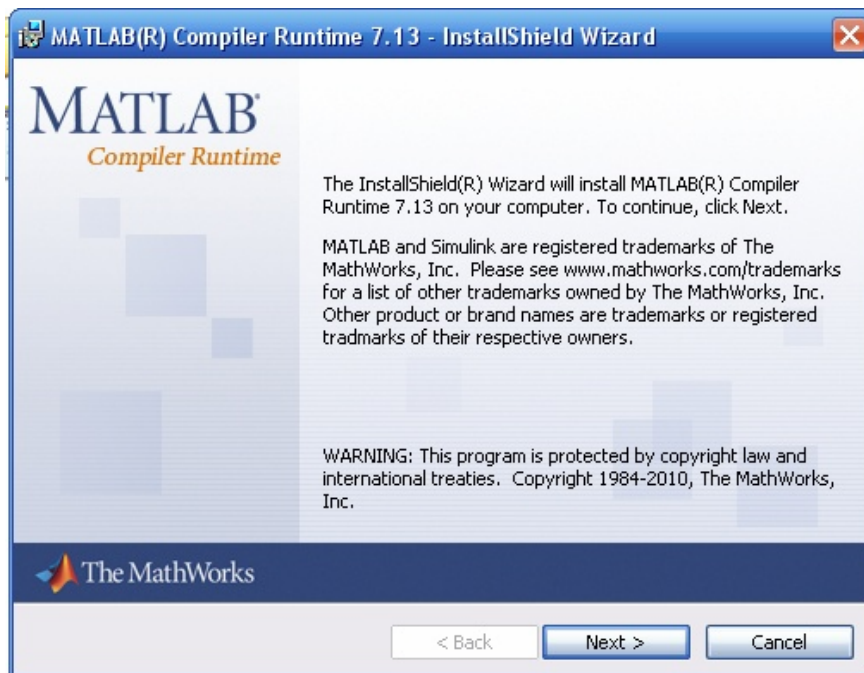 MATLAB(R) Compiler Runtime 7.13 - InstallShield Wizard
MATLAB®
Compiler Runtime
The InstallShield(R) Wizard will install MATLAB(R) Compiler
Runtime 7.13 on your computer. To continue, click Next.
MATLAB and Simulink are registered trademarks of The
MathWorks, Inc. Please see www.mathworks.com/trademarks
for a list of other trademarks owned by The MathWorks, Inc.
Other product or brand names are trademarks or registered
tradmarks of their respective owners.
WARNING: This program is protected by copyright law and
international treaties. Copyright 1984-2010, The MathWorks,
Inc.
The MathWorks
< Back Next > Cancel